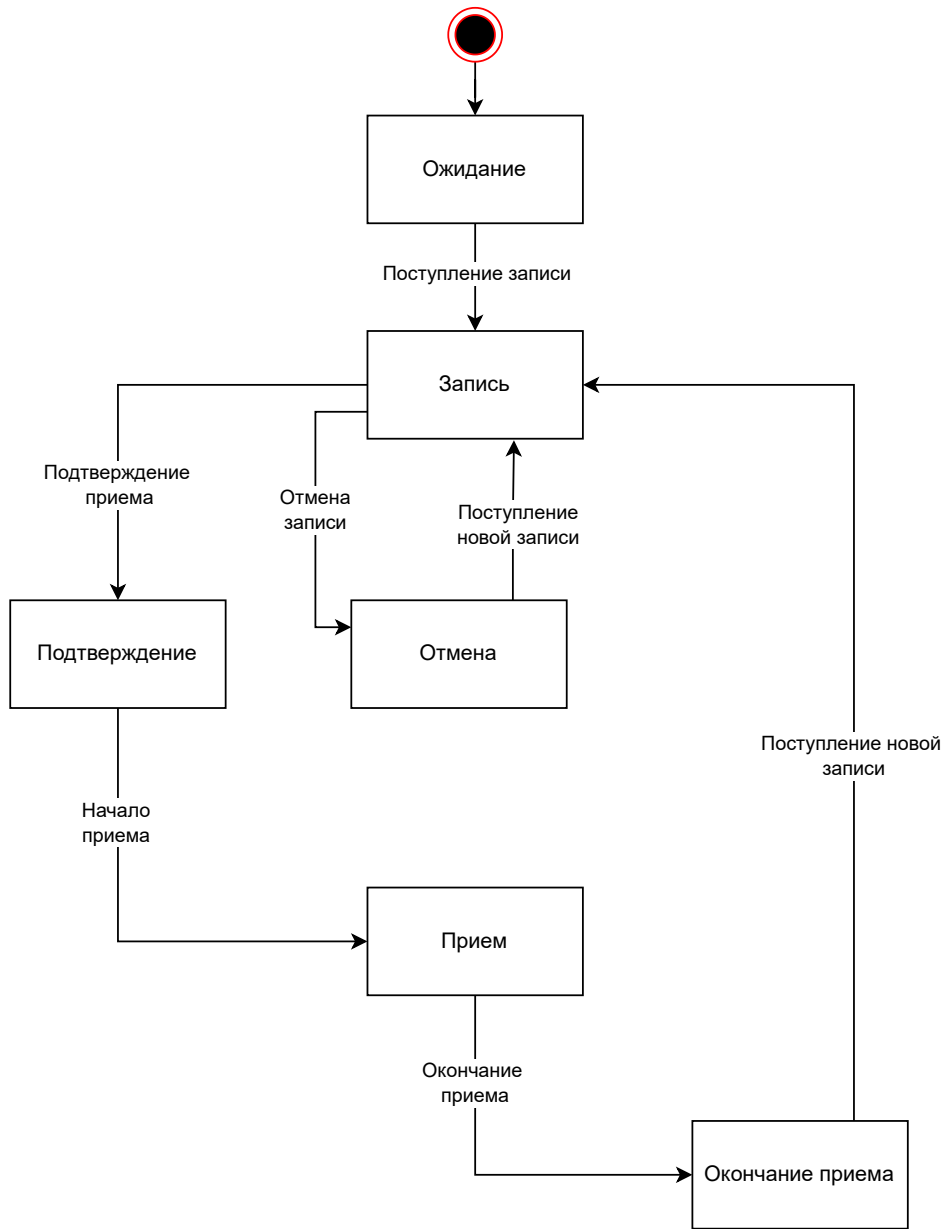 Ожидание
Поступление записи
Запись
Подтверждение
приема
Отмена
записи
Поступление
новой записи
Подтверждение
Отмена
Поступление новой
записи
Начало
приема
Прием
Окончание
приема
Окончание приема